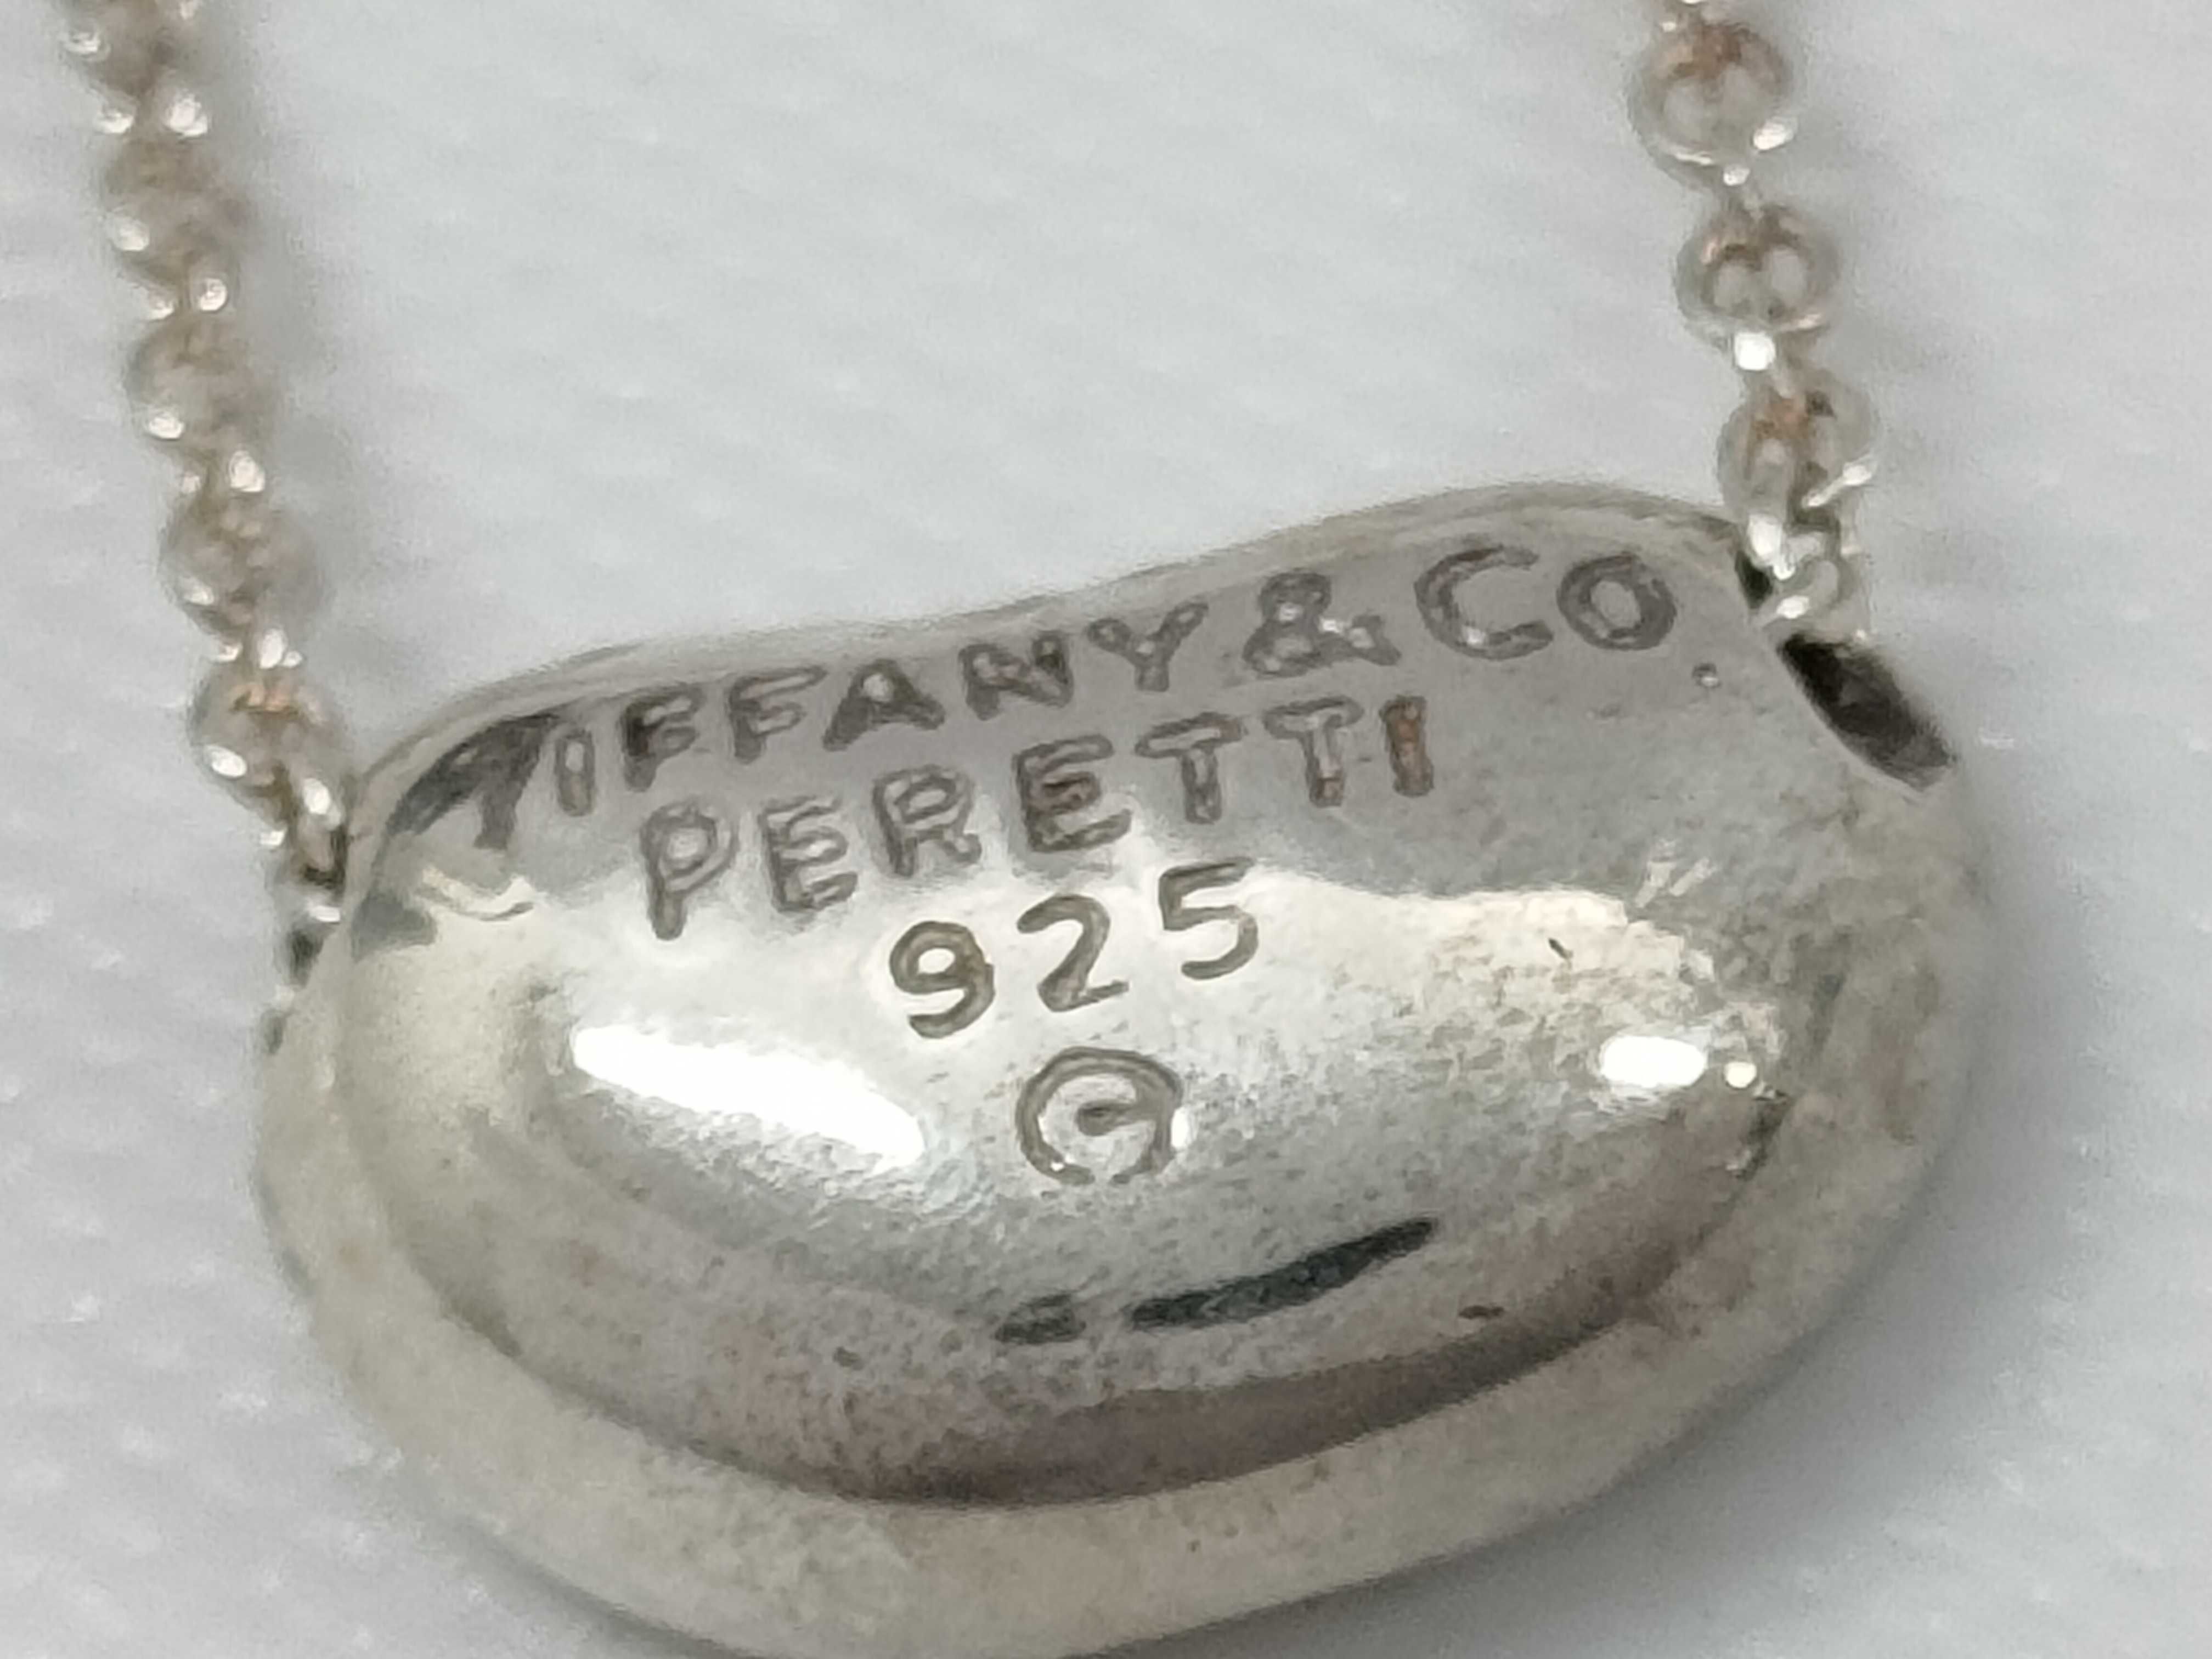 TIFFANY & CO.
PERETTI
925